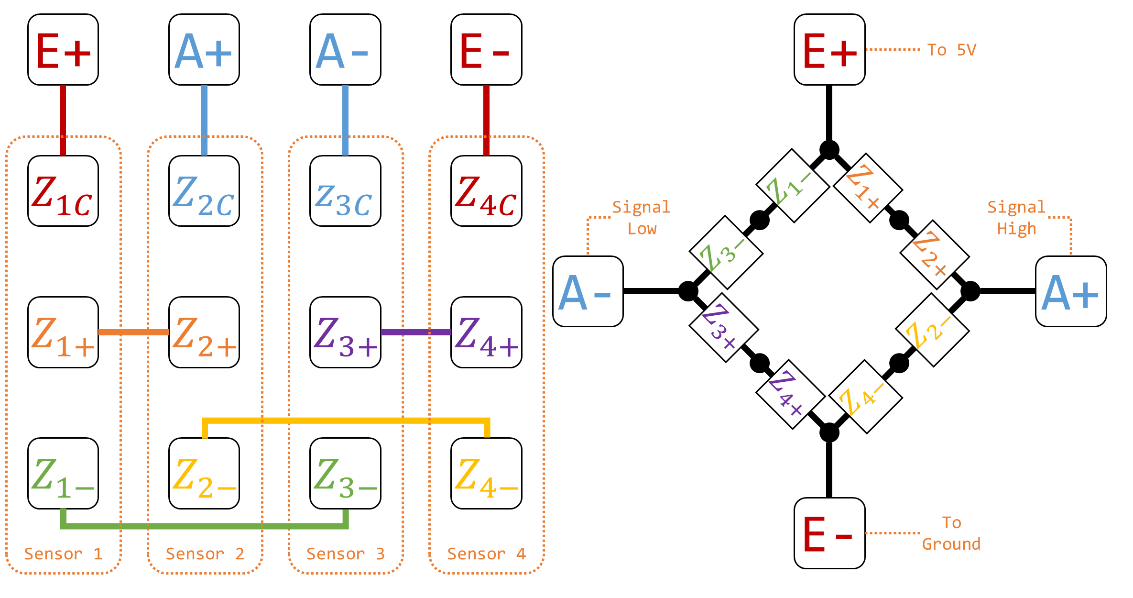 E+ A+ A- E-
Z1C Z2C z3C Z4C
Z1+ Z2+ Z3+ Z4+
Z1− Z2− Z3− Z4−
Sensor 1 Sensor 2 Sensor 3 Sensor 4
E+
To 5V
Z1− Z1+
Signal
Low
Signal
High
Z3− Z2+
A-
A+
Z3+ Z2−
Z4+ Z4−
E-
To
Ground